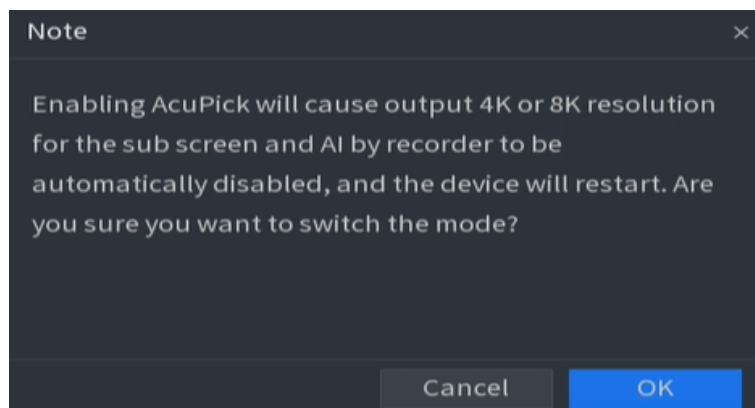 Note
×
Enabling AcuPick will cause output 4K or 8K resolution
for the sub screen and AI by recorder to be
automatically disabled, and the device will restart. Are
you sure you want to switch the mode?
Cancel OK